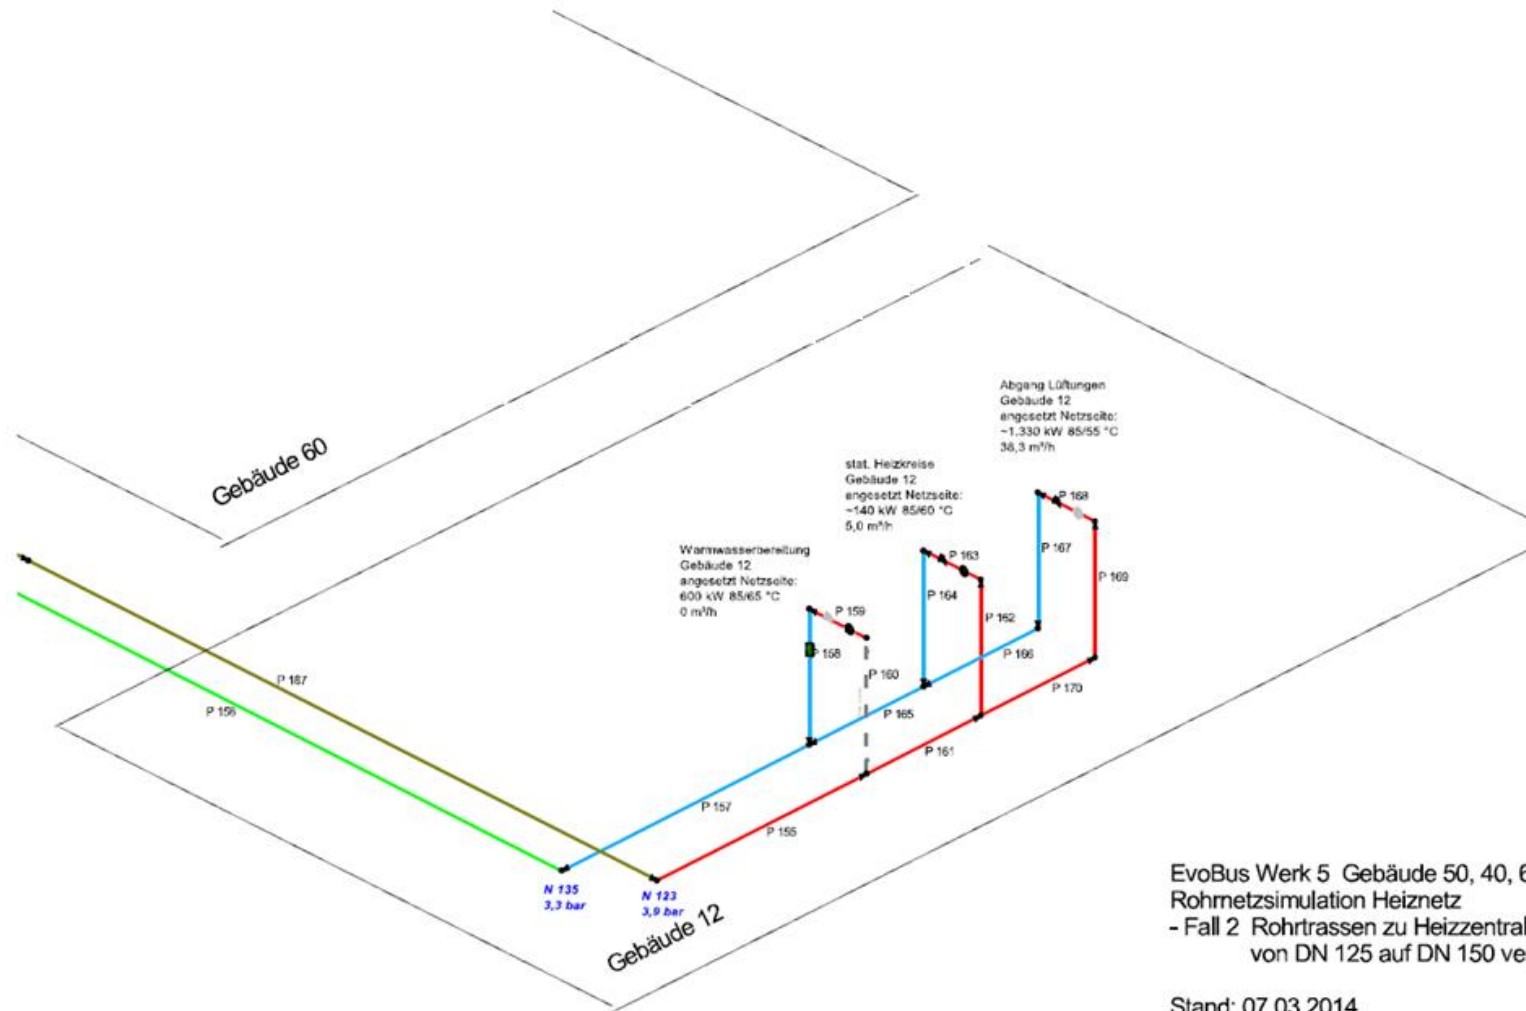 Gebäude 60
Abgang Lüftungen
Gebäude 12
angesetzt Netzseite:
~1.330 kW 85/55 °C
38,3 m³/h
stat. Heizkreise
Gebäude 12
angesetzt Netzseite:
~140 kW 85/60 °C
5,0 m³/h
Warmwasserbereitung
Gebäude 12
angesetzt Netzseite:
600 kW 85/65 °C
0 m³/h
P 168
P 167
P 169
P 163
P 164
P 162
P 166
P 170
P 159
P 158
P 160
P 165
P 161
P 187
P 156
P 157
P 155
N 135
3,3 bar
N 123
3,9 bar
Gebäude 12
EvoBus Werk 5 Gebäude 50, 40, 6
Rohrnetzsimulation Heiznetz
- Fall 2 Rohrtrassen zu Heizzentral
von DN 125 auf DN 150 ve
Stand: 07.03.2014